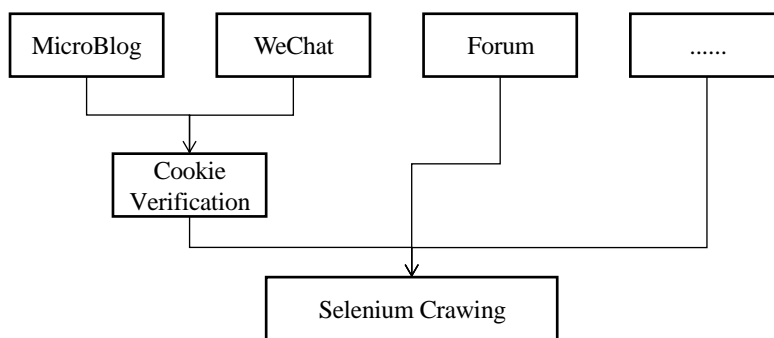 MicroBlog
WeChat
Forum
......
Cookie
Verification
Selenium Crawing